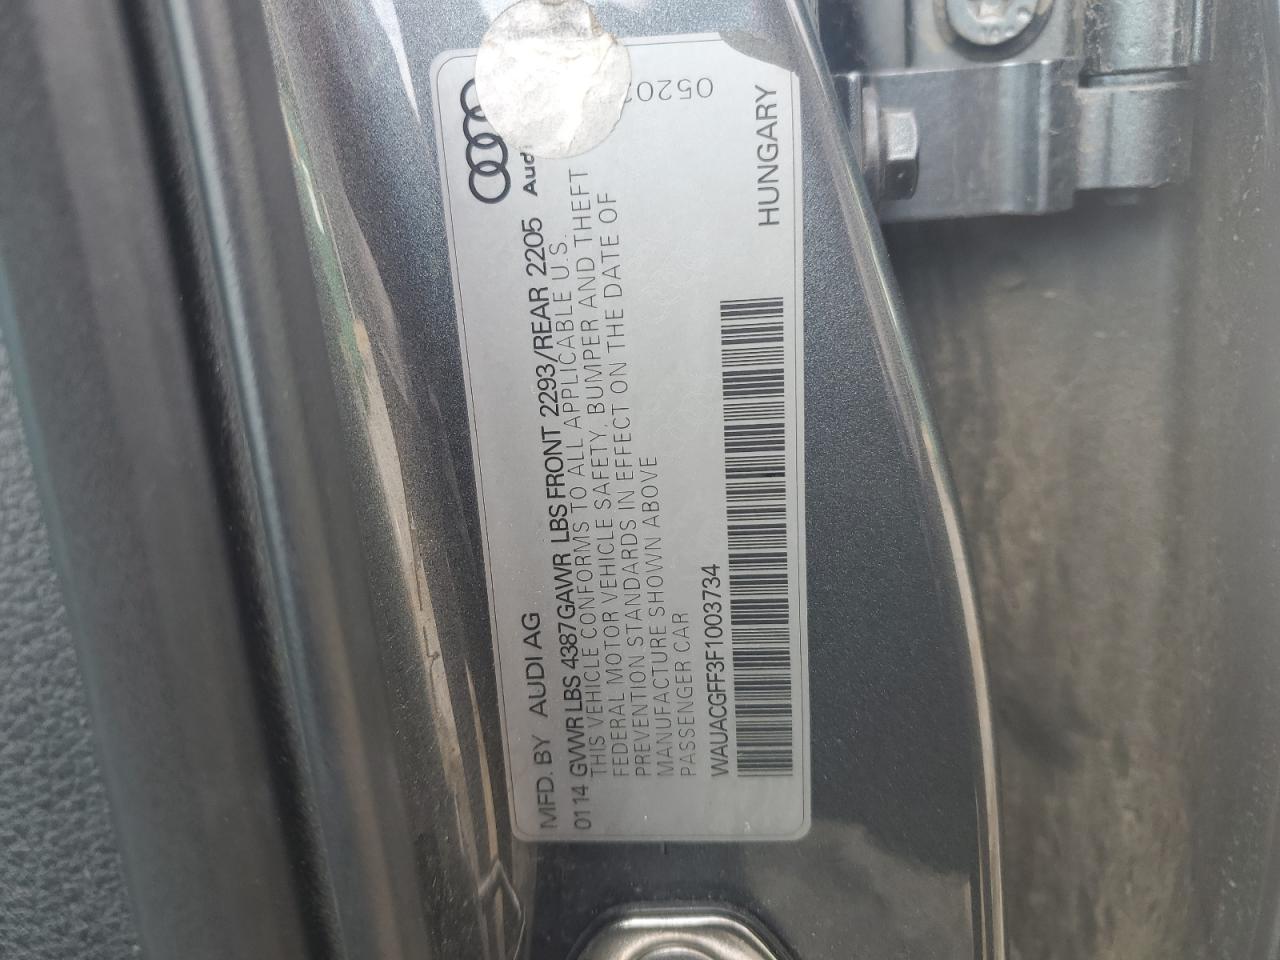 MFD. BY AUDI AG
0114 GVWR LBS 4387 GAWR LBS FRONT 2293/REAR 2205
THIS VEHICLE CONFORMS TO ALL APPLICABLE U.S.
FEDERAL MOTOR VEHICLE SAFETY, BUMPER AND THEFT
PREVENTION STANDARDS IN EFFECT ON THE DATE OF
MANUFACTURE SHOWN ABOVE
PASSENGER CAR
WAUACGFF3F1003734
HUNGARY